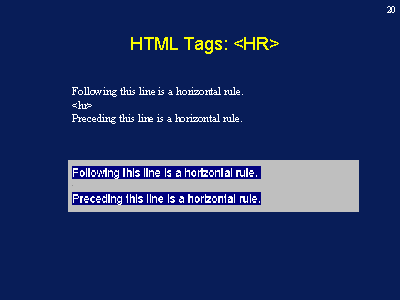 20
HTML Tags: <HR>
Following this line is a horizontal rule.
<hr>
Preceding this line is a horizontal rule.
Following this line is a horizontal rule.
Preceding this line is a horizontal rule.